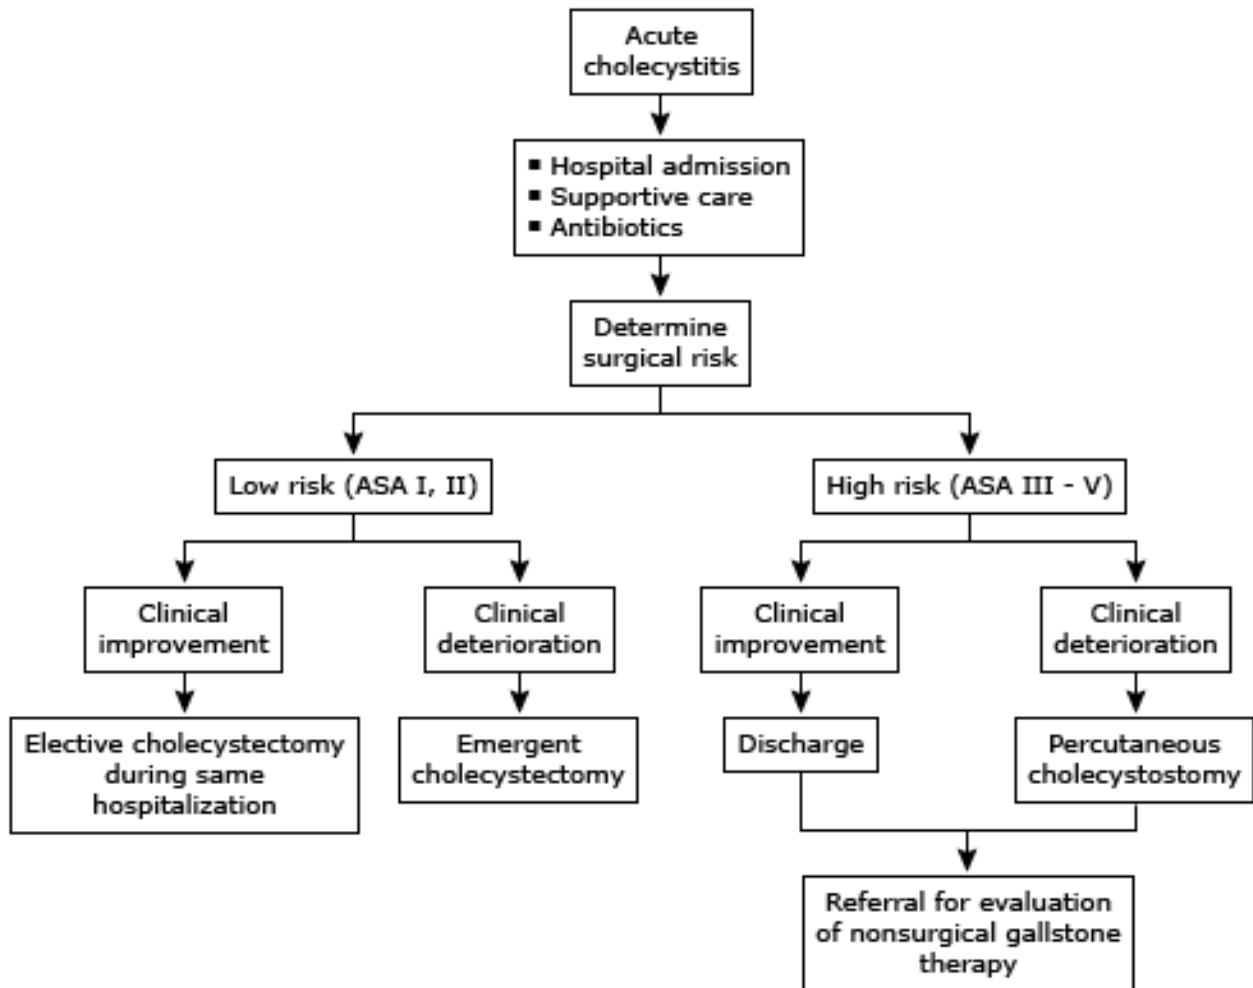 Acute
cholecystitis
▪ Hospital admission
▪ Supportive care
▪ Antibiotics
Determine
surgical risk
Low risk (ASA I, II)
High risk (ASA III - V)
Clinical
improvement
Clinical
deterioration
Clinical
improvement
Clinical
deterioration
Elective cholecystectomy
during same
hospitalization
Emergent
cholecystectomy
Discharge
Percutaneous
cholecystostomy
Referral for evaluation
of nonsurgical gallstone
therapy